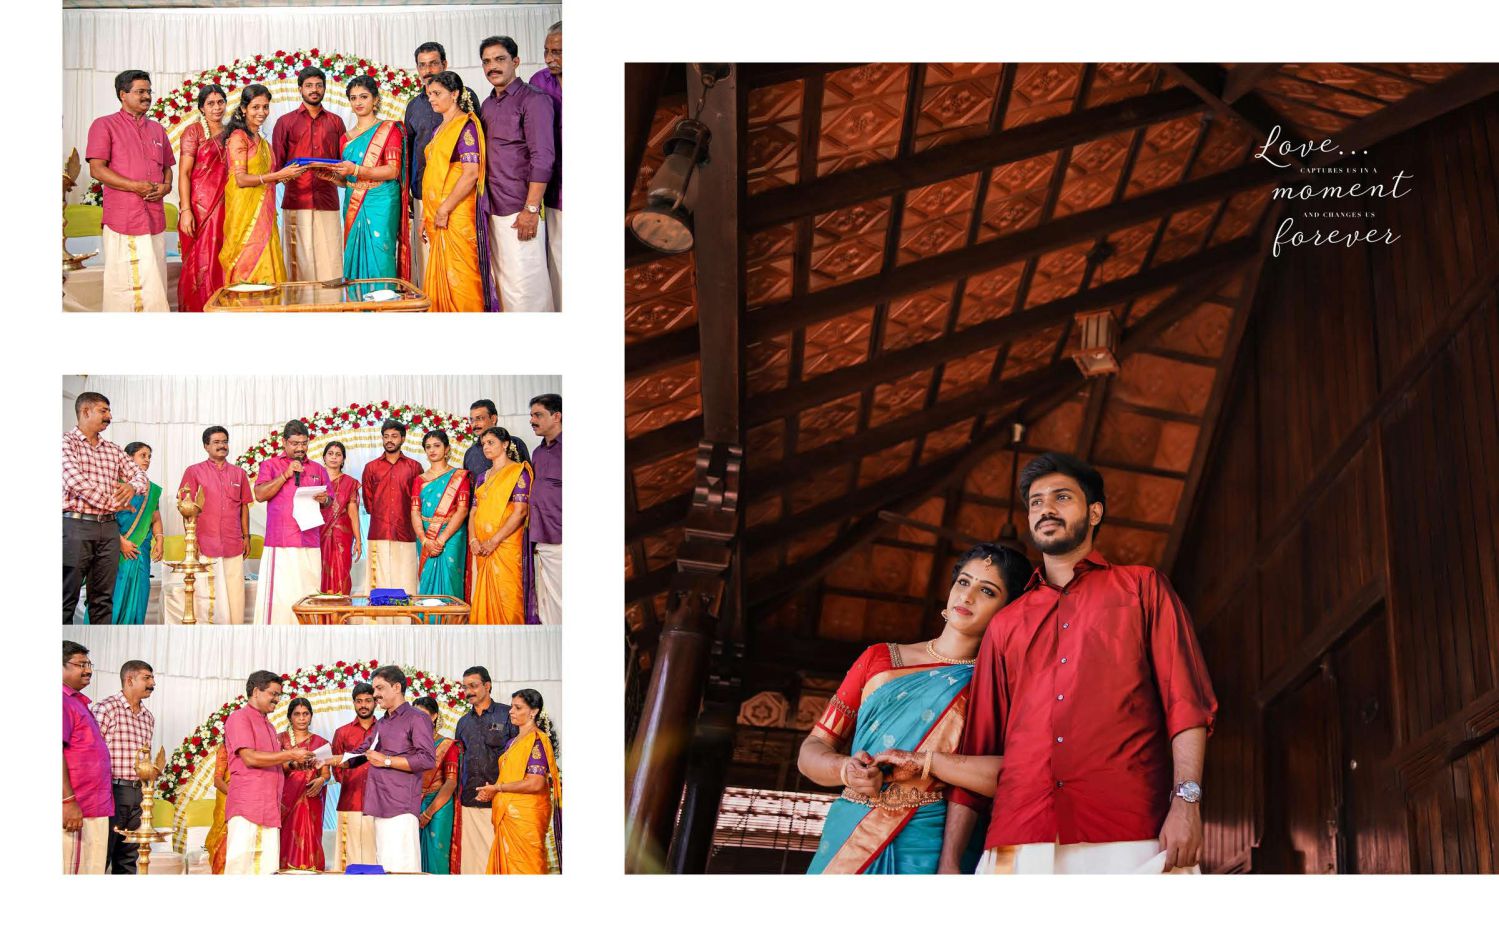 Love...
CAPTURES US IN A
moment
AND CHANGES US
forever